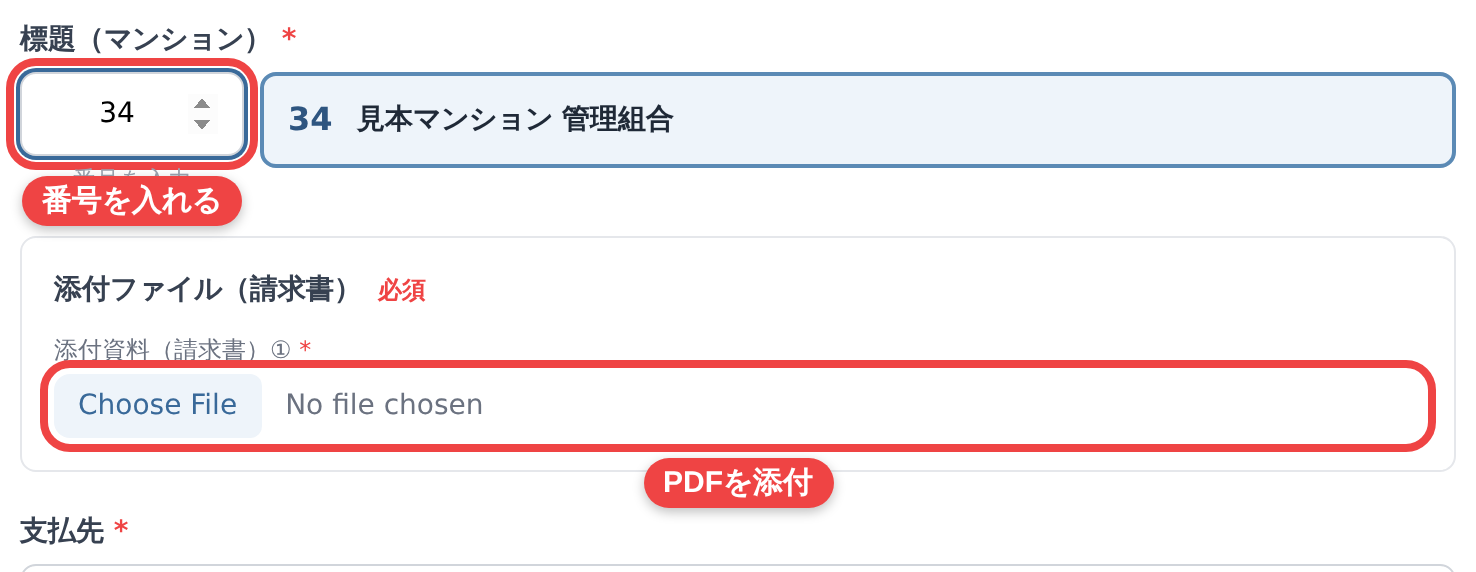 標題（マンション） *
34
34 見本マンション 管理組合
番号を入れる
添付ファイル（請求書） 必須
添付資料（請求書）① *
Choose File No file chosen
PDFを添付
支払先 *